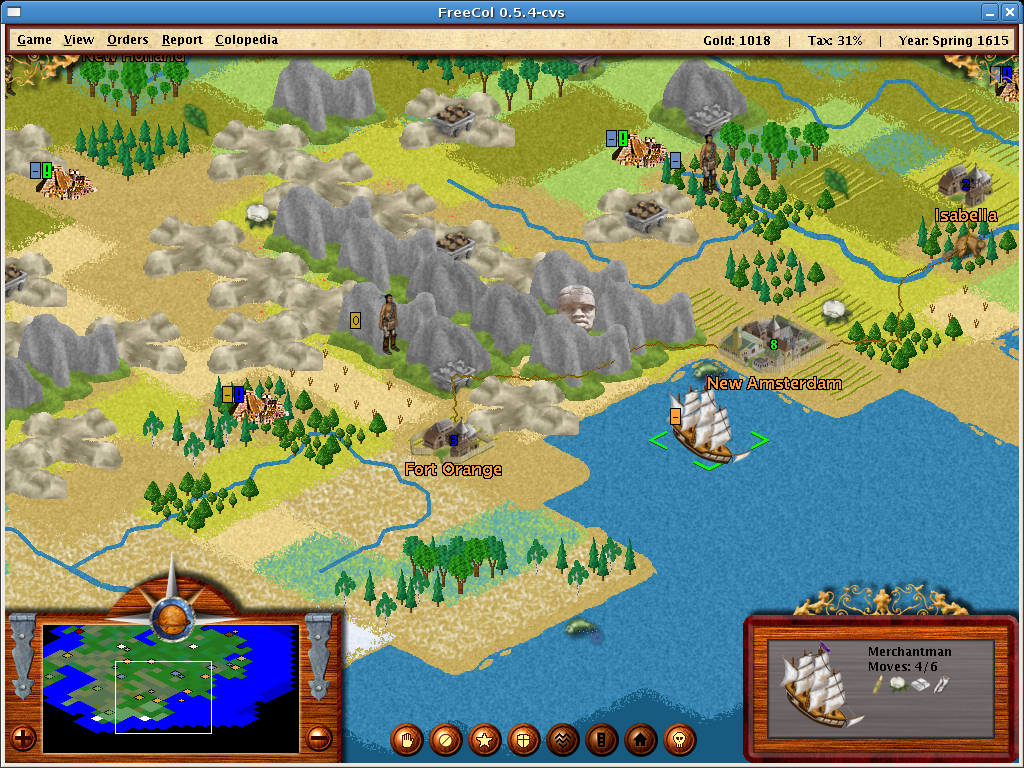 FreeCol 0.5.4-cvs
Game View Orders Report Colopedia Gold: 1018 | Tax: 31% | Year: Spring 1615
New Holland
- !
- !
-
2
Isabella
0
8
New Amsterdam
- !
-
3
Fort Orange
Merchantman
Moves: 4/6